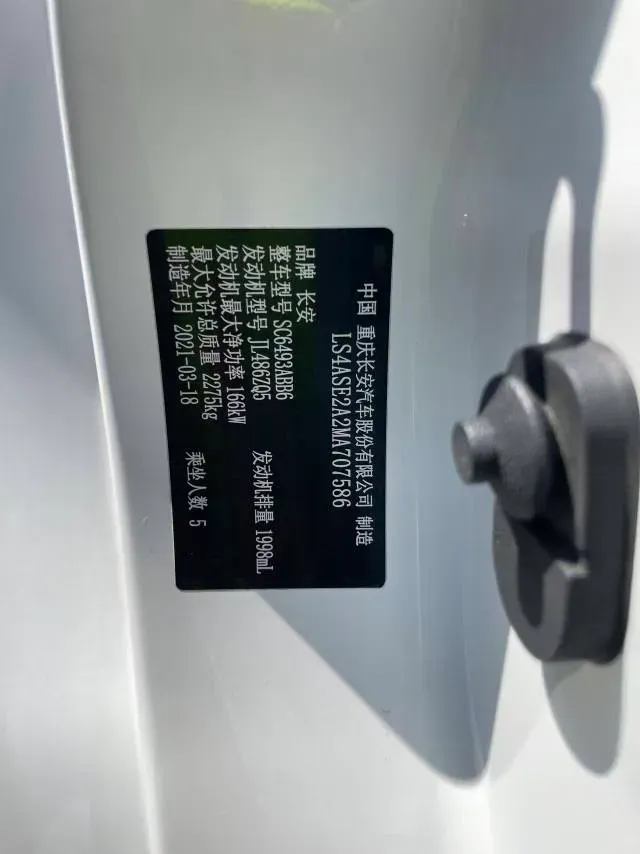 中国 重庆长安汽车股份有限公司 制造
LS4ASE2A2MA707586
品牌 长安
整车型号 SC6493ABB6
发动机型号 JL486ZQ5 发动机排量 1998mL
发动机最大净功率 166kW
最大允许总质量 2275kg 乘坐人数 5
制造年月 2021-03-18